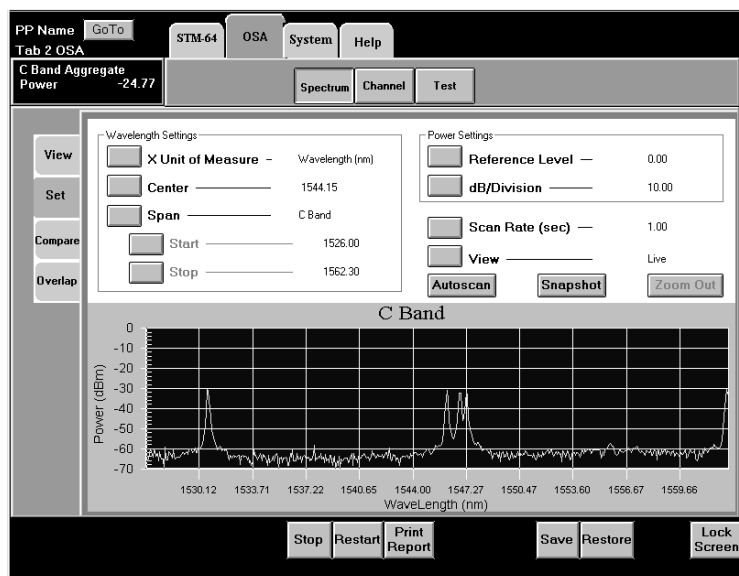 PP Name GoTo
Tab 2 OSA
STM-64 OSA System Help
C Band Aggregate
Power -24.77
Spectrum Channel Test
View
Set
Compare
Overlap
Wavelength Settings
X Unit of Measure - Wavelength (nm)
Center 1544.15
Span C Band
Start 1526.00
Stop 1562.30
Power Settings
Reference Level 0.00
dB/Division 10.00
Scan Rate (sec) 1.00
View Live
Autoscan Snapshot Zoom Out
C Band
Power (dBm)
0
-10
-20
-30
-40
-50
-60
-70
1530.12 1533.71 1537.22 1540.65 1544.00 1547.27 1550.47 1553.60 1556.67 1559.66
WaveLength (nm)
Stop Restart Print Report Save Restore Lock Screen